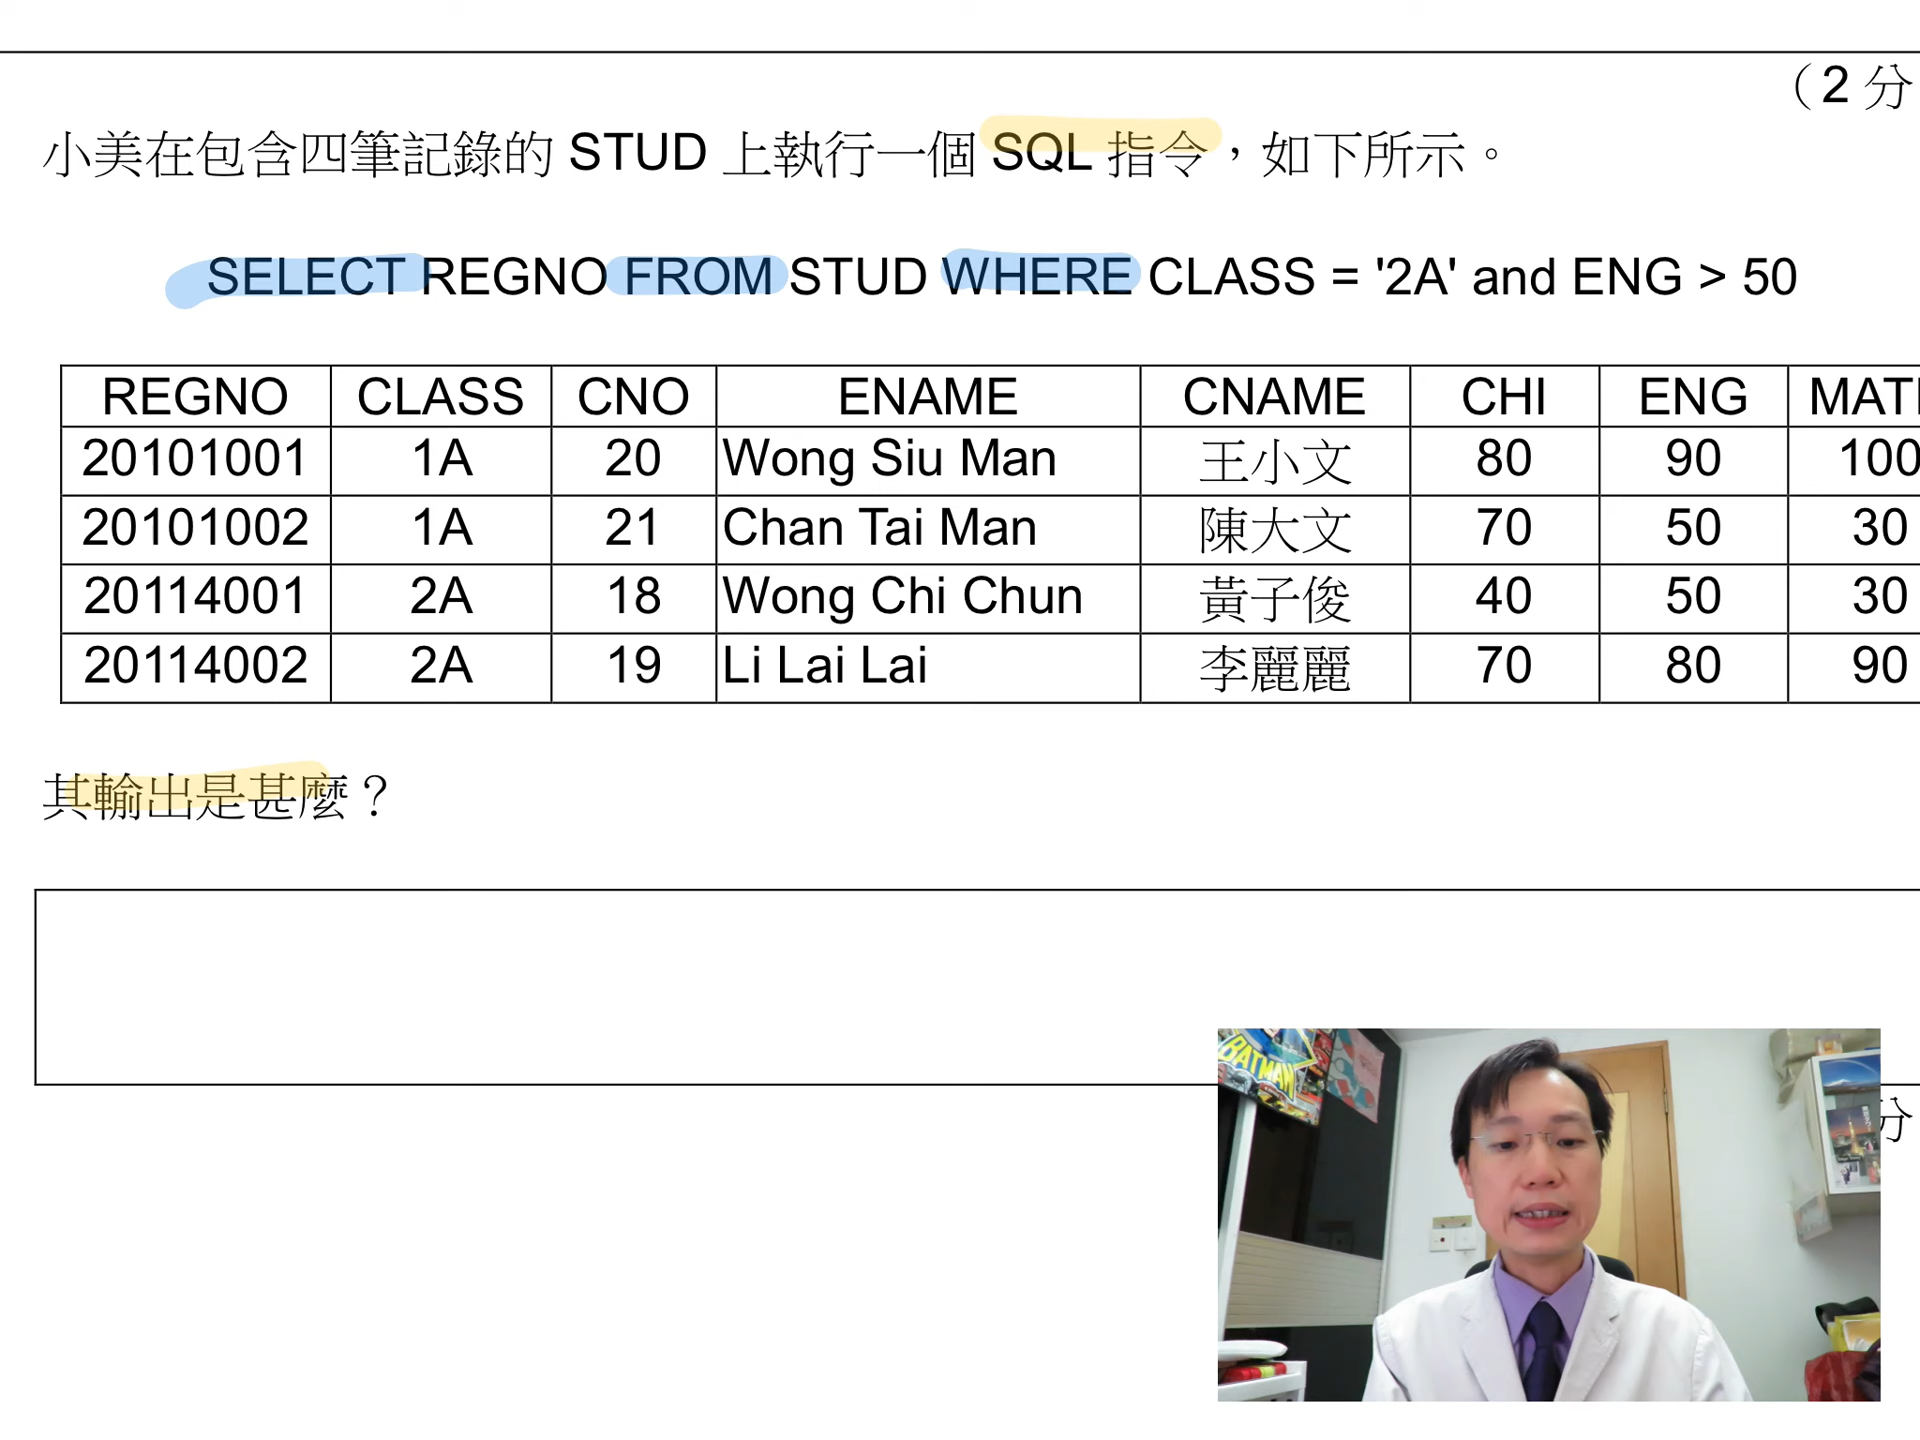 （2 分
小美在包含四筆記錄的 STUD 上執行一個 SQL 指令，如下所示。
SELECT REGNO FROM STUD WHERE CLASS = '2A' and ENG > 50
REGNO CLASS CNO ENAME CNAME CHI ENG MAT
20101001 1A 20 Wong Siu Man 王小文 80 90 100
20101002 1A 21 Chan Tai Man 陳大文 70 50 30
20114001 2A 18 Wong Chi Chun 黃子俊 40 50 30
20114002 2A 19 Li Lai Lai 李麗麗 70 80 90
其輸出是甚麼？
分
BATMAN